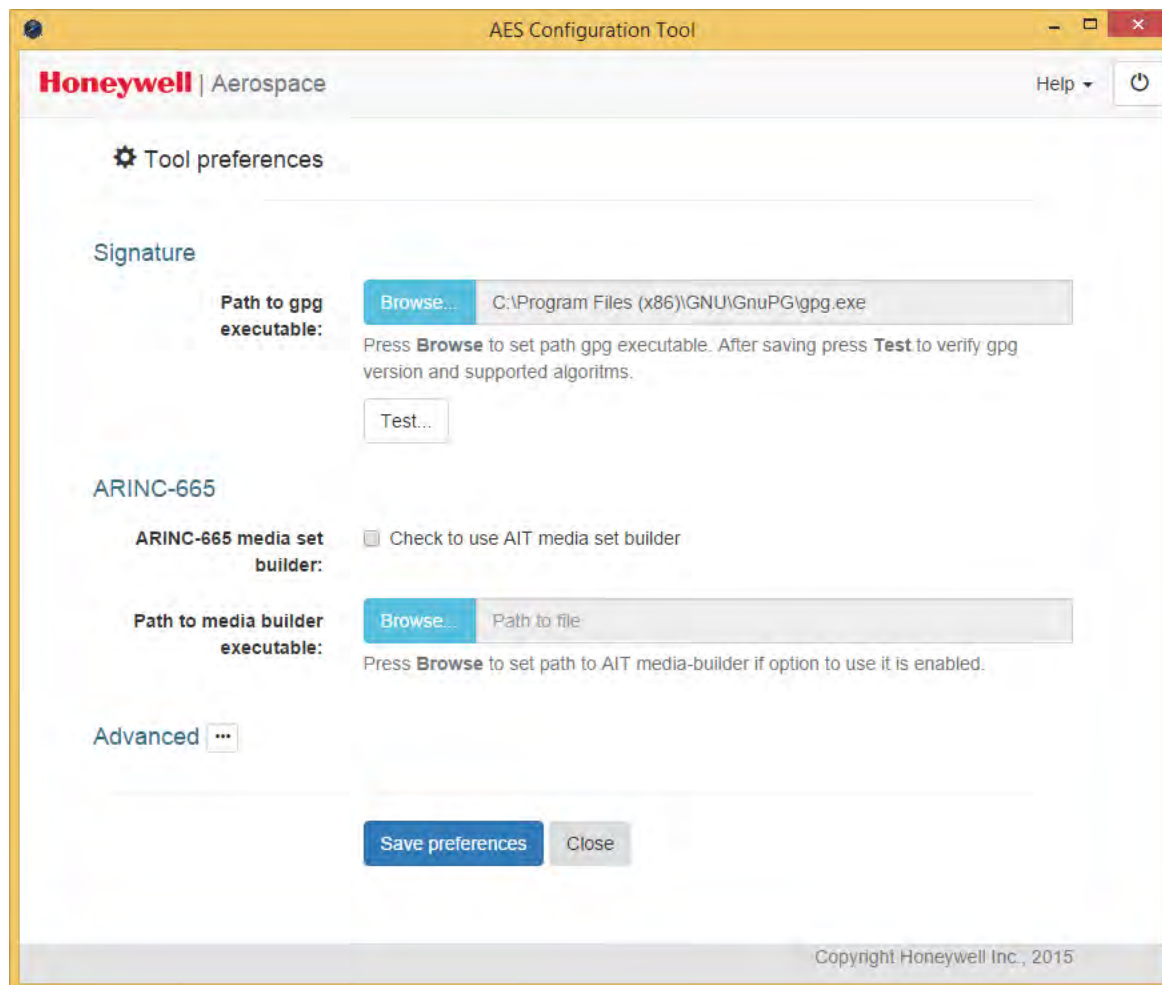 AES Configuration Tool
Honeywell | Aerospace
Help
Tool preferences
Signature
Path to gpg
executable:
Browse...
C:\Program Files (x86)\GNU\GnuPG\gpg.exe
Press Browse to set path gpg executable. After saving press Test to verify gpg
version and supported algoritms.
Test...
ARINC-665
ARINC-665 media set
builder:
Check to use AIT media set builder
Path to media builder
executable:
Browse...
Path to file
Press Browse to set path to AIT media-builder if option to use it is enabled.
Advanced ...
Save preferences
Close
Copyright Honeywell Inc., 2015